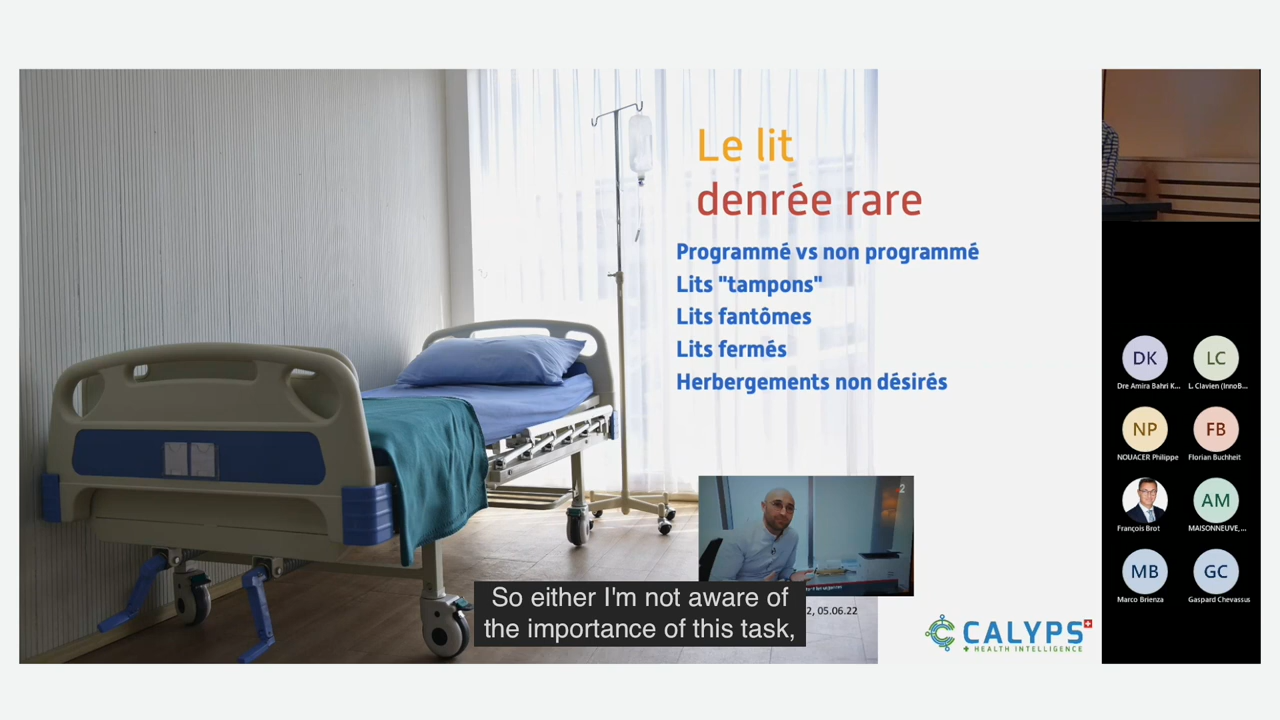 Le lit
denrée rare
Programmé vs non programmé
Lits "tampons"
Lits fantômes
Lits fermés
Herbergements non désirés
2
2, 05.06.22
So either I'm not aware of
the importance of this task,
CALYPS
HEALTH INTELLIGENCE
DK
LC
Dre Amira Bahri K...
L. Clavien (InnoB...
NP
FB
NOUACER Philippe
Florian Buchheit
AM
François Brot
MAISONNEUVE,...
MB
GC
Marco Brienza
Gaspard Chevassus